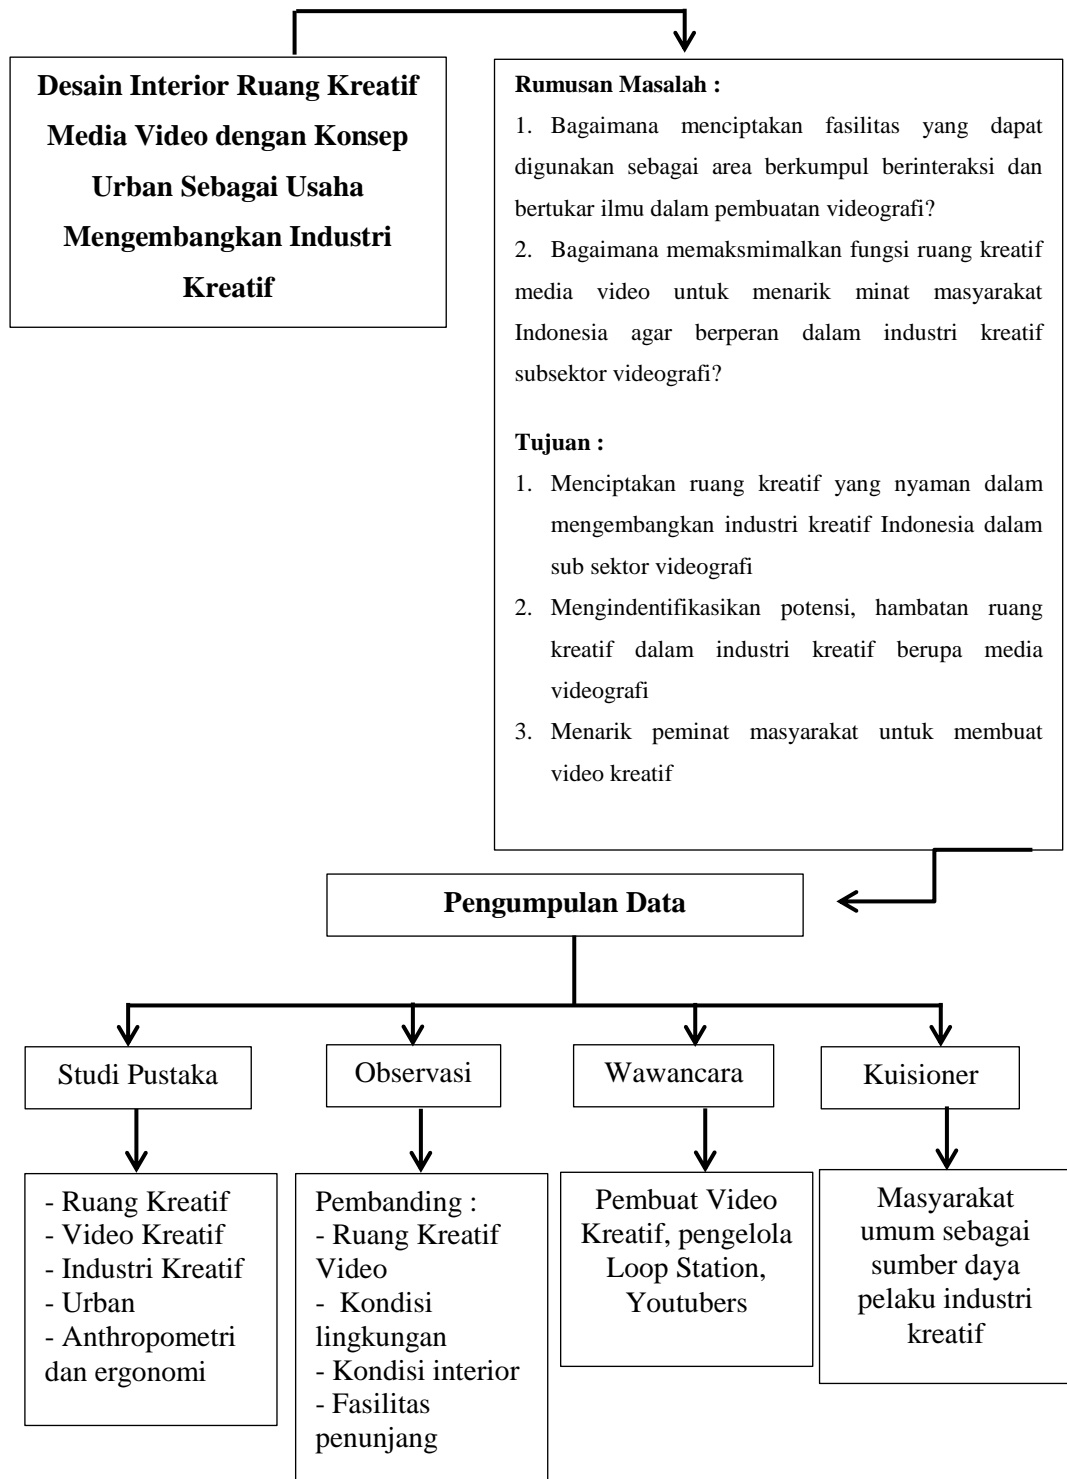 Desain Interior Ruang Kreatif
Media Video dengan Konsep
Urban Sebagai Usaha
Mengembangkan Industri
Kreatif
Rumusan Masalah :
1. Bagaimana menciptakan fasilitas yang dapat
digunakan sebagai area berkumpul berinteraksi dan
bertukar ilmu dalam pembuatan videografi?
2. Bagaimana memaksmimalkan fungsi ruang kreatif
media video untuk menarik minat masyarakat
Indonesia agar berperan dalam industri kreatif
subsektor videografi?
Tujuan :
1. Menciptakan ruang kreatif yang nyaman dalam
mengembangkan industri kreatif Indonesia dalam
sub sektor videografi
2. Mengindentifikasikan potensi, hambatan ruang
kreatif dalam industri kreatif berupa media
videografi
3. Menarik peminat masyarakat untuk membuat
video kreatif
Pengumpulan Data
Studi Pustaka
Observasi
Wawancara
Kuisioner
- Ruang Kreatif
- Video Kreatif
- Industri Kreatif
- Urban
- Anthropometri
dan ergonomi
Pembanding :
- Ruang Kreatif
Video
- Kondisi
lingkungan
- Kondisi interior
- Fasilitas
penunjang
Pembuat Video
Kreatif, pengelola
Loop Station,
Youtubers
Masyarakat
umum sebagai
sumber daya
pelaku industri
kreatif